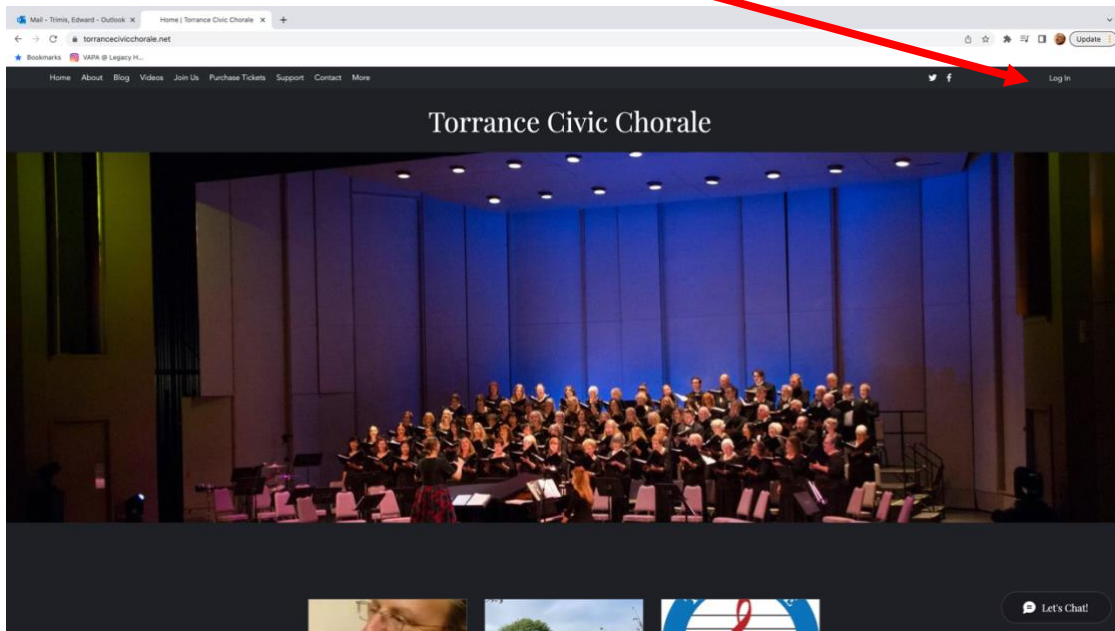 Mail - Trimis, Edward - Outlook
Home | Torrance Civic Chorale
torrancecivicchorale.net
Update
Bookmarks VAPA @ Legacy H...
Home About Blog Videos Join Us Purchase Tickets Support Contact More
Log In
Torrance Civic Chorale
Let's Chat!